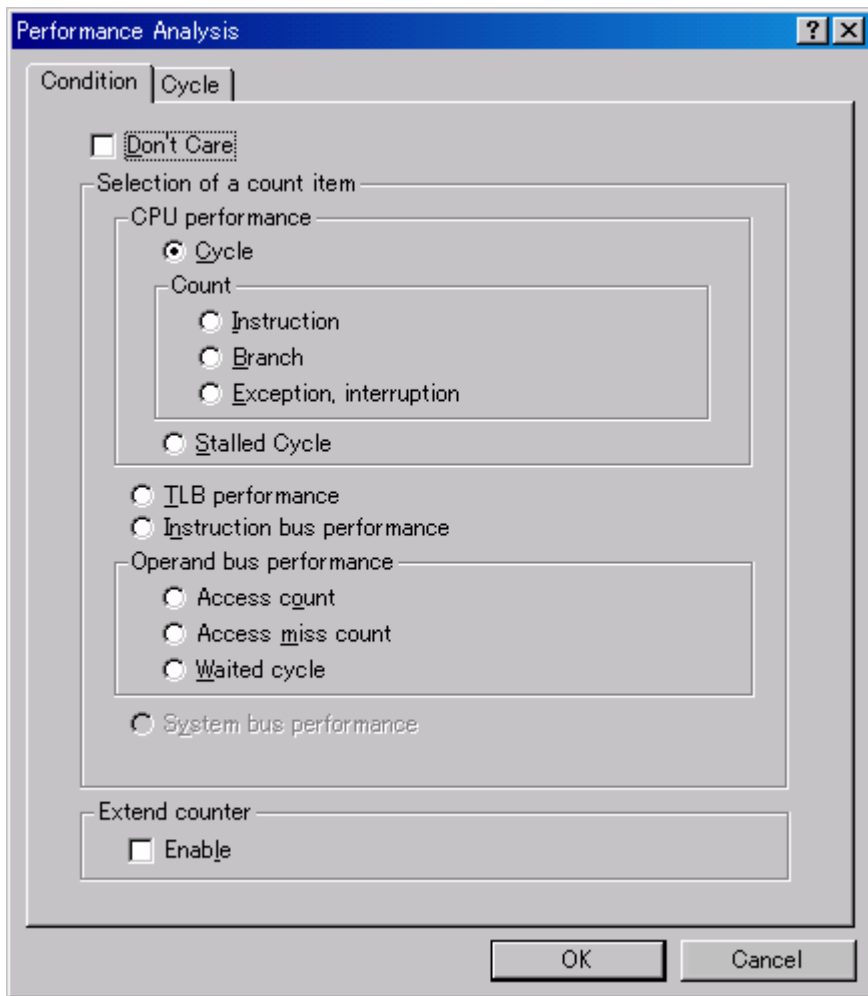 Performance Analysis
Condition Cycle
Don't Care
Selection of a count item
CPU performance
Cycle
Count
Instruction
Branch
Exception, interruption
Stalled Cycle
TLB performance
Instruction bus performance
Operand bus performance
Access count
Access miss count
Waited cycle
System bus performance
Extend counter
Enable
OK Cancel